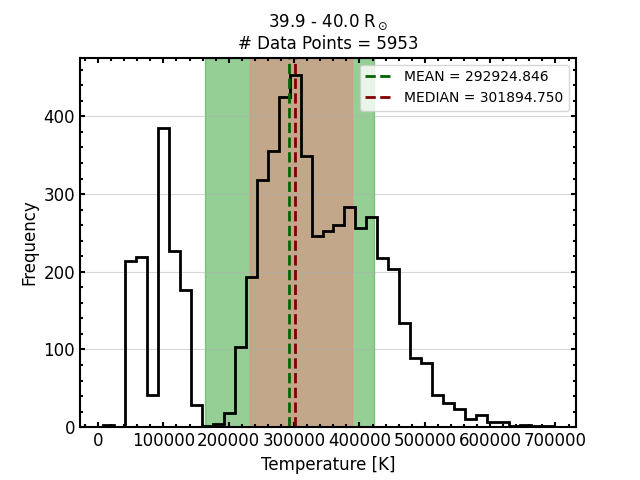 39.9 - 40.0 R⊙
# Data Points = 5953
MEAN = 292924.846
MEDIAN = 301894.750
400
300
200
100
0
Frequency
0 100000 200000 300000 400000 500000 600000 700000
Temperature [K]